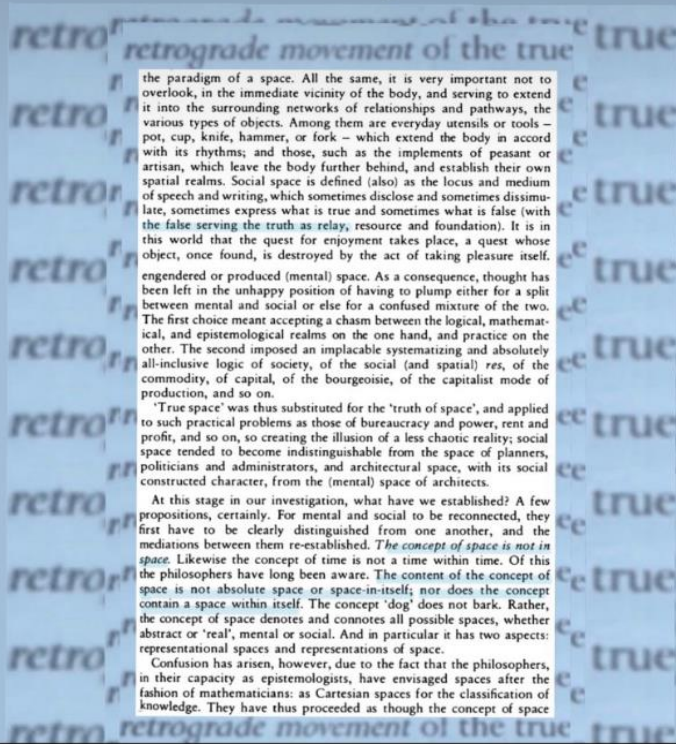 retrograde movement of the true
the paradigm of a space. All the same, it is very important not to
overlook, in the immediate vicinity of the body, and serving to extend
it into the surrounding networks of relationships and pathways, the
various types of objects. Among them are everyday utensils or tools –
pot, cup, knife, hammer, or fork – which extend the body in accord
with its rhythms; and those, such as the implements of peasant or
artisan, which leave the body further behind, and establish their own
spatial realms. Social space is defined (also) as the locus and medium
of speech and writing, which sometimes disclose and sometimes dissimu-
late, sometimes express what is true and sometimes what is false (with
the false serving the truth as relay, resource and foundation). It is in
this world that the quest for enjoyment takes place, a quest whose
object, once found, is destroyed by the act of taking pleasure itself.
engendered or produced (mental) space. As a consequence, thought has
been left in the unhappy position of having to plump either for a split
between mental and social or else for a confused mixture of the two.
The first choice meant accepting a chasm between the logical, mathemat-
ical, and epistemological realms on the one hand, and practice on the
other. The second imposed an implacable systematizing and absolutely
all-inclusive logic of society, of the social (and spatial) res, of the
commodity, of capital, of the bourgeoisie, of the capitalist mode of
production, and so on.
'True space' was thus substituted for the 'truth of space', and applied
to such practical problems as those of bureaucracy and power, rent and
profit, and so on, so creating the illusion of a less chaotic reality; social
space tended to become indistinguishable from the space of planners,
politicians and administrators, and architectural space, with its social
constructed character, from the (mental) space of architects.
At this stage in our investigation, what have we established? A few
propositions, certainly. For mental and social to be reconnected, they
first have to be clearly distinguished from one another, and the
mediations between them re-established. The concept of space is not in
space. Likewise the concept of time is not a time within time. Of this
the philosophers have long been aware. The content of the concept of
space is not absolute space or space-in-itself; nor does the concept
contain a space within itself. The concept 'dog' does not bark. Rather,
the concept of space denotes and connotes all possible spaces, whether
abstract or 'real', mental or social. And in particular it has two aspects:
representational spaces and representations of space.
Confusion has arisen, however, due to the fact that the philosophers,
in their capacity as epistemologists, have envisaged spaces after the
fashion of mathematicians: as Cartesian spaces for the classification of
knowledge. They have thus proceeded as though the concept of space
retrograde movement of the true
retro
retro
retro
retro
retro
retro
retro
retro
retro
retro
true
true
true
true
true
true
true
true
true
true